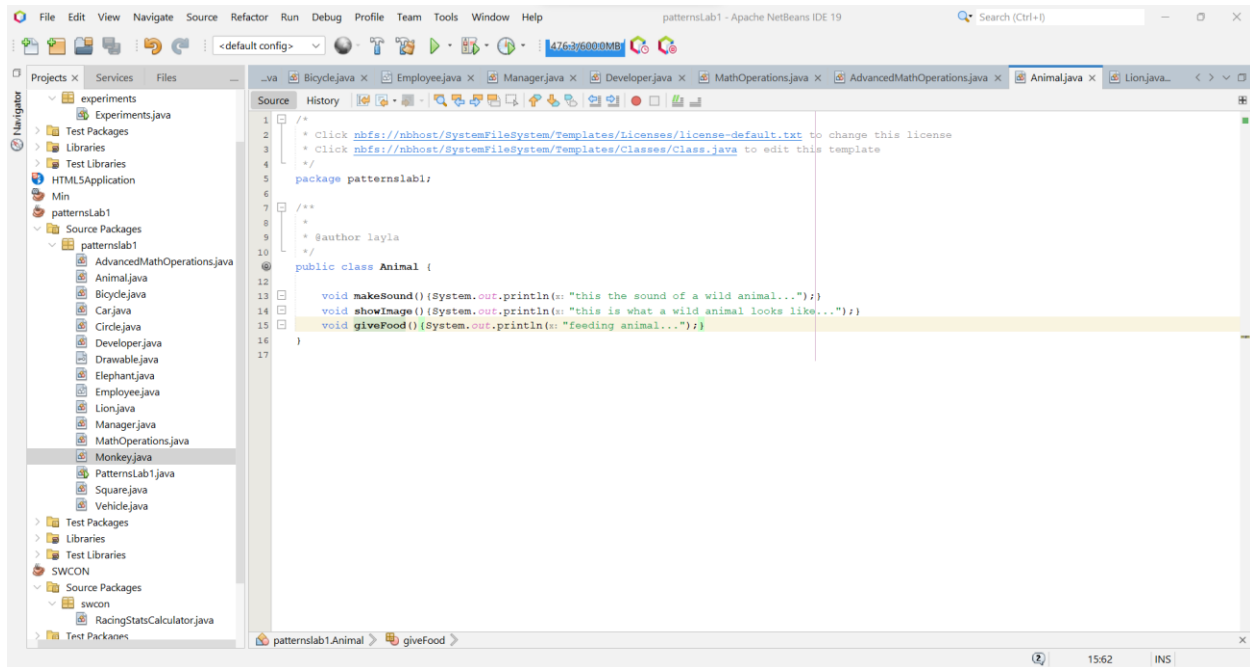 File Edit View Navigate Source Refactor Run Debug Profile Team Tools Window Help patternsLab1 - Apache NetBeans IDE 19 Search (Ctrl+I)
<default config> 476.3/600.0MB
Projects Services Files
...va Bicycle.java Employee.java Manager.java Developer.java MathOperations.java AdvancedMathOperations.java Animal.java Lion.java...
Navigator
Source History
experiments
Experiments.java
Test Packages
Libraries
Test Libraries
HTML5Application
Min
patternsLab1
Source Packages
patternslab1
AdvancedMathOperations.java
Animal.java
Bicycle.java
Car.java
Circle.java
Developer.java
Drawable.java
Elephant.java
Employee.java
Lion.java
Manager.java
MathOperations.java
Monkey.java
PatternsLab1.java
Square.java
Vehicle.java
Test Packages
Libraries
Test Libraries
SWCON
Source Packages
swcon
RacingStatsCalculator.java
Test Packages
1 /*
2 * Click nbfs://nbhost/SystemFileSystem/Templates/Licenses/license-default.txt to change this license
3 * Click nbfs://nbhost/SystemFileSystem/Templates/Classes/Class.java to edit this template
4 */
5 package patternslab1;
6
7 /**
8 *
9 * @author layla
10 */
public class Animal {
12
13 void makeSound(){System.out.println(x: "this the sound of a wild animal...");}
14 void showImage(){System.out.println(x: "this is what a wild animal looks like...");}
15 void giveFood(){System.out.println(x: "feeding animal...");}
16 }
17
patternslab1.Animal giveFood
2 15:62 INS